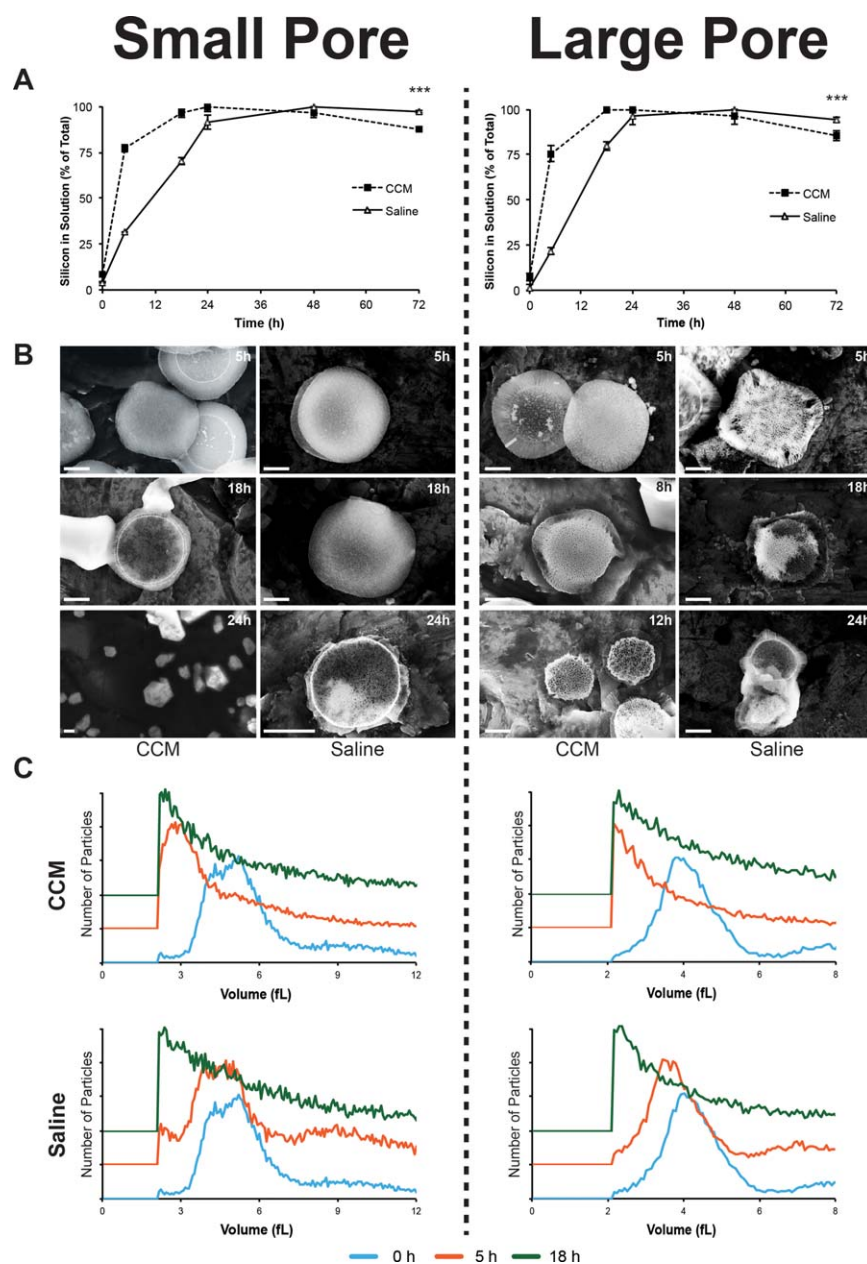 Small Pore
Large Pore
A
***
100
75
50
25
0
Silicon in Solution (% of Total)
CCM
Saline
0 12 24 36 48 60 72
Time (h)
***
100
75
50
25
0
Silicon in Solution (% of Total)
CCM
Saline
0 12 24 36 48 60 72
Time (h)
B
5h 5h 5h 5h
18h 18h 8h 18h
24h 24h 12h 24h
CCM Saline CCM Saline
C
CCM
Number of Particles
0 3 6 9 12
Volume (fL)
Number of Particles
0 2 4 6 8
Volume (fL)
Saline
Number of Particles
0 3 6 9 12
Volume (fL)
Number of Particles
0 2 4 6 8
Volume (fL)
0 h 5 h 18 h